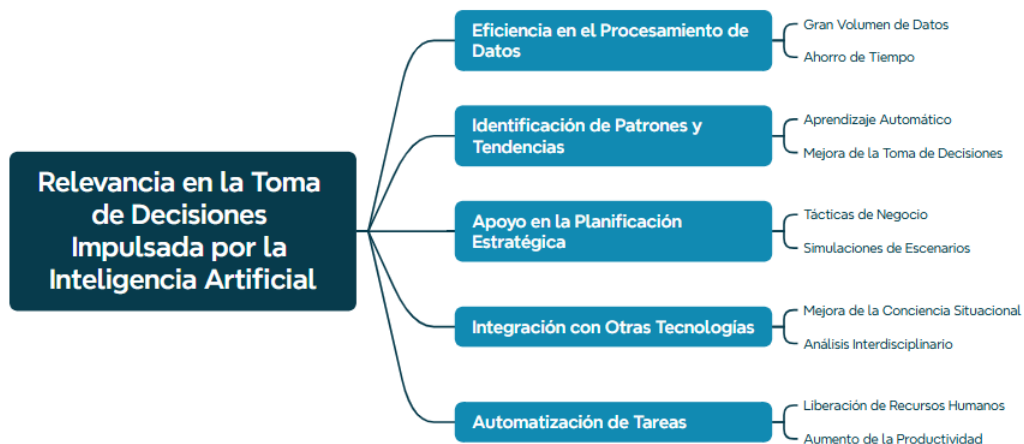 Relevancia en la Toma
de Decisiones
Impulsada por la
Inteligencia Artificial
Eficiencia en el Procesamiento de
Datos
Gran Volumen de Datos
Ahorro de Tiempo
Identificación de Patrones y
Tendencias
Aprendizaje Automático
Mejora de la Toma de Decisiones
Apoyo en la Planificación
Estratégica
Tácticas de Negocio
Simulaciones de Escenarios
Integración con Otras Tecnologías
Mejora de la Conciencia Situacional
Análisis Interdisciplinario
Automatización de Tareas
Liberación de Recursos Humanos
Aumento de la Productividad